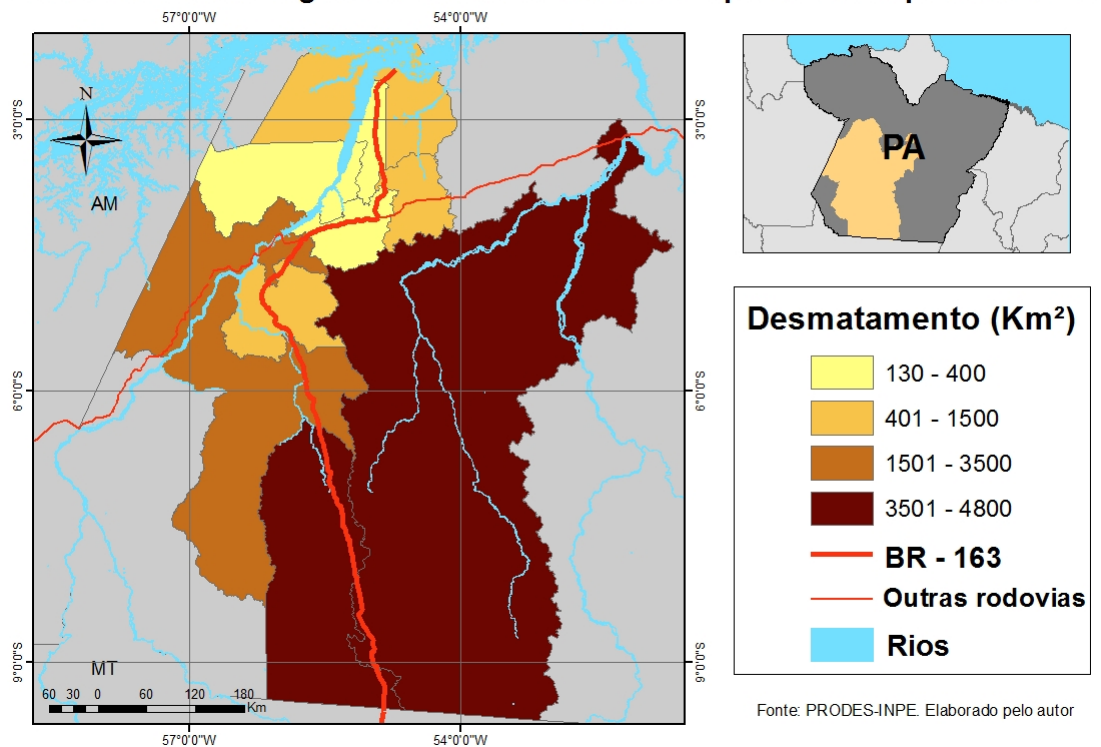 57°0'0"W 54°0'0"W
N
3°0'0"S 3°0'0"S
AM
6°0'0"S 6°0'0"S
9°0'0"S 9°0'0"S
MT
60 30 0 60 120 180
Km
57°0'0"W 54°0'0"W
PA
Desmatamento (Km²)
130 - 400
401 - 1500
1501 - 3500
3501 - 4800
BR - 163
Outras rodovias
Rios
Fonte: PRODES-INPE. Elaborado pelo autor